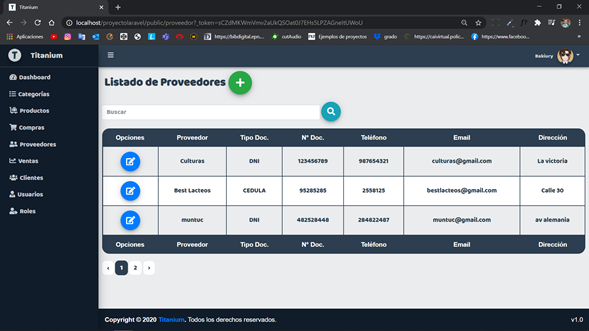 Titanium
localhost/proyectolaravel/public/proveedor?_token=sCZdMKWmVmv2aUkQSOat0I7EHs5LPZAGneItUWoU
Aplicaciones
https://bibdigital.epn...
outAudio
Ejemplos de proyectos
grado
https://caivirtual.polic...
https://www.faceboo...
T Titanium
Bakiury
Dashboard
Categorías
Productos
Compras
Proveedores
Ventas
Clientes
Usuarios
Roles
Listado de Proveedores +
Buscar
Opciones Proveedor Tipo Doc. N° Doc. Teléfono Email Dirección
Culturas DNI 123456789 987654321 culturas@gmail.com La victoria
Best Lacteos CEDULA 95285285 2558125 bestlacteos@gmail.com Calle 30
muntuc DNI 482528448 284822487 muntuc@gmail.com av alemania
Opciones Proveedor Tipo Doc. N° Doc. Teléfono Email Dirección
‹ 1 2 ›
Copyright © 2020 Titanium. Todos los derechos reservados. v1.0